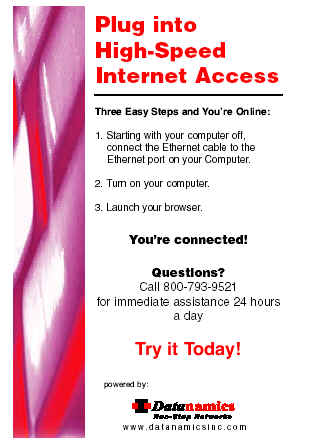 Plug into
High-Speed
Internet Access
Three Easy Steps and You're Online:
1. Starting with your computer off,
connect the Ethernet cable to the
Ethernet port on your Computer.
2. Turn on your computer.
3. Launch your browser.
You're connected!
Questions?
Call 800-793-9521
for immediate assistance 24 hours
a day
Try it Today!
powered by:
Datanamics
Non-Stop Networks
www.datanamicsinc.com